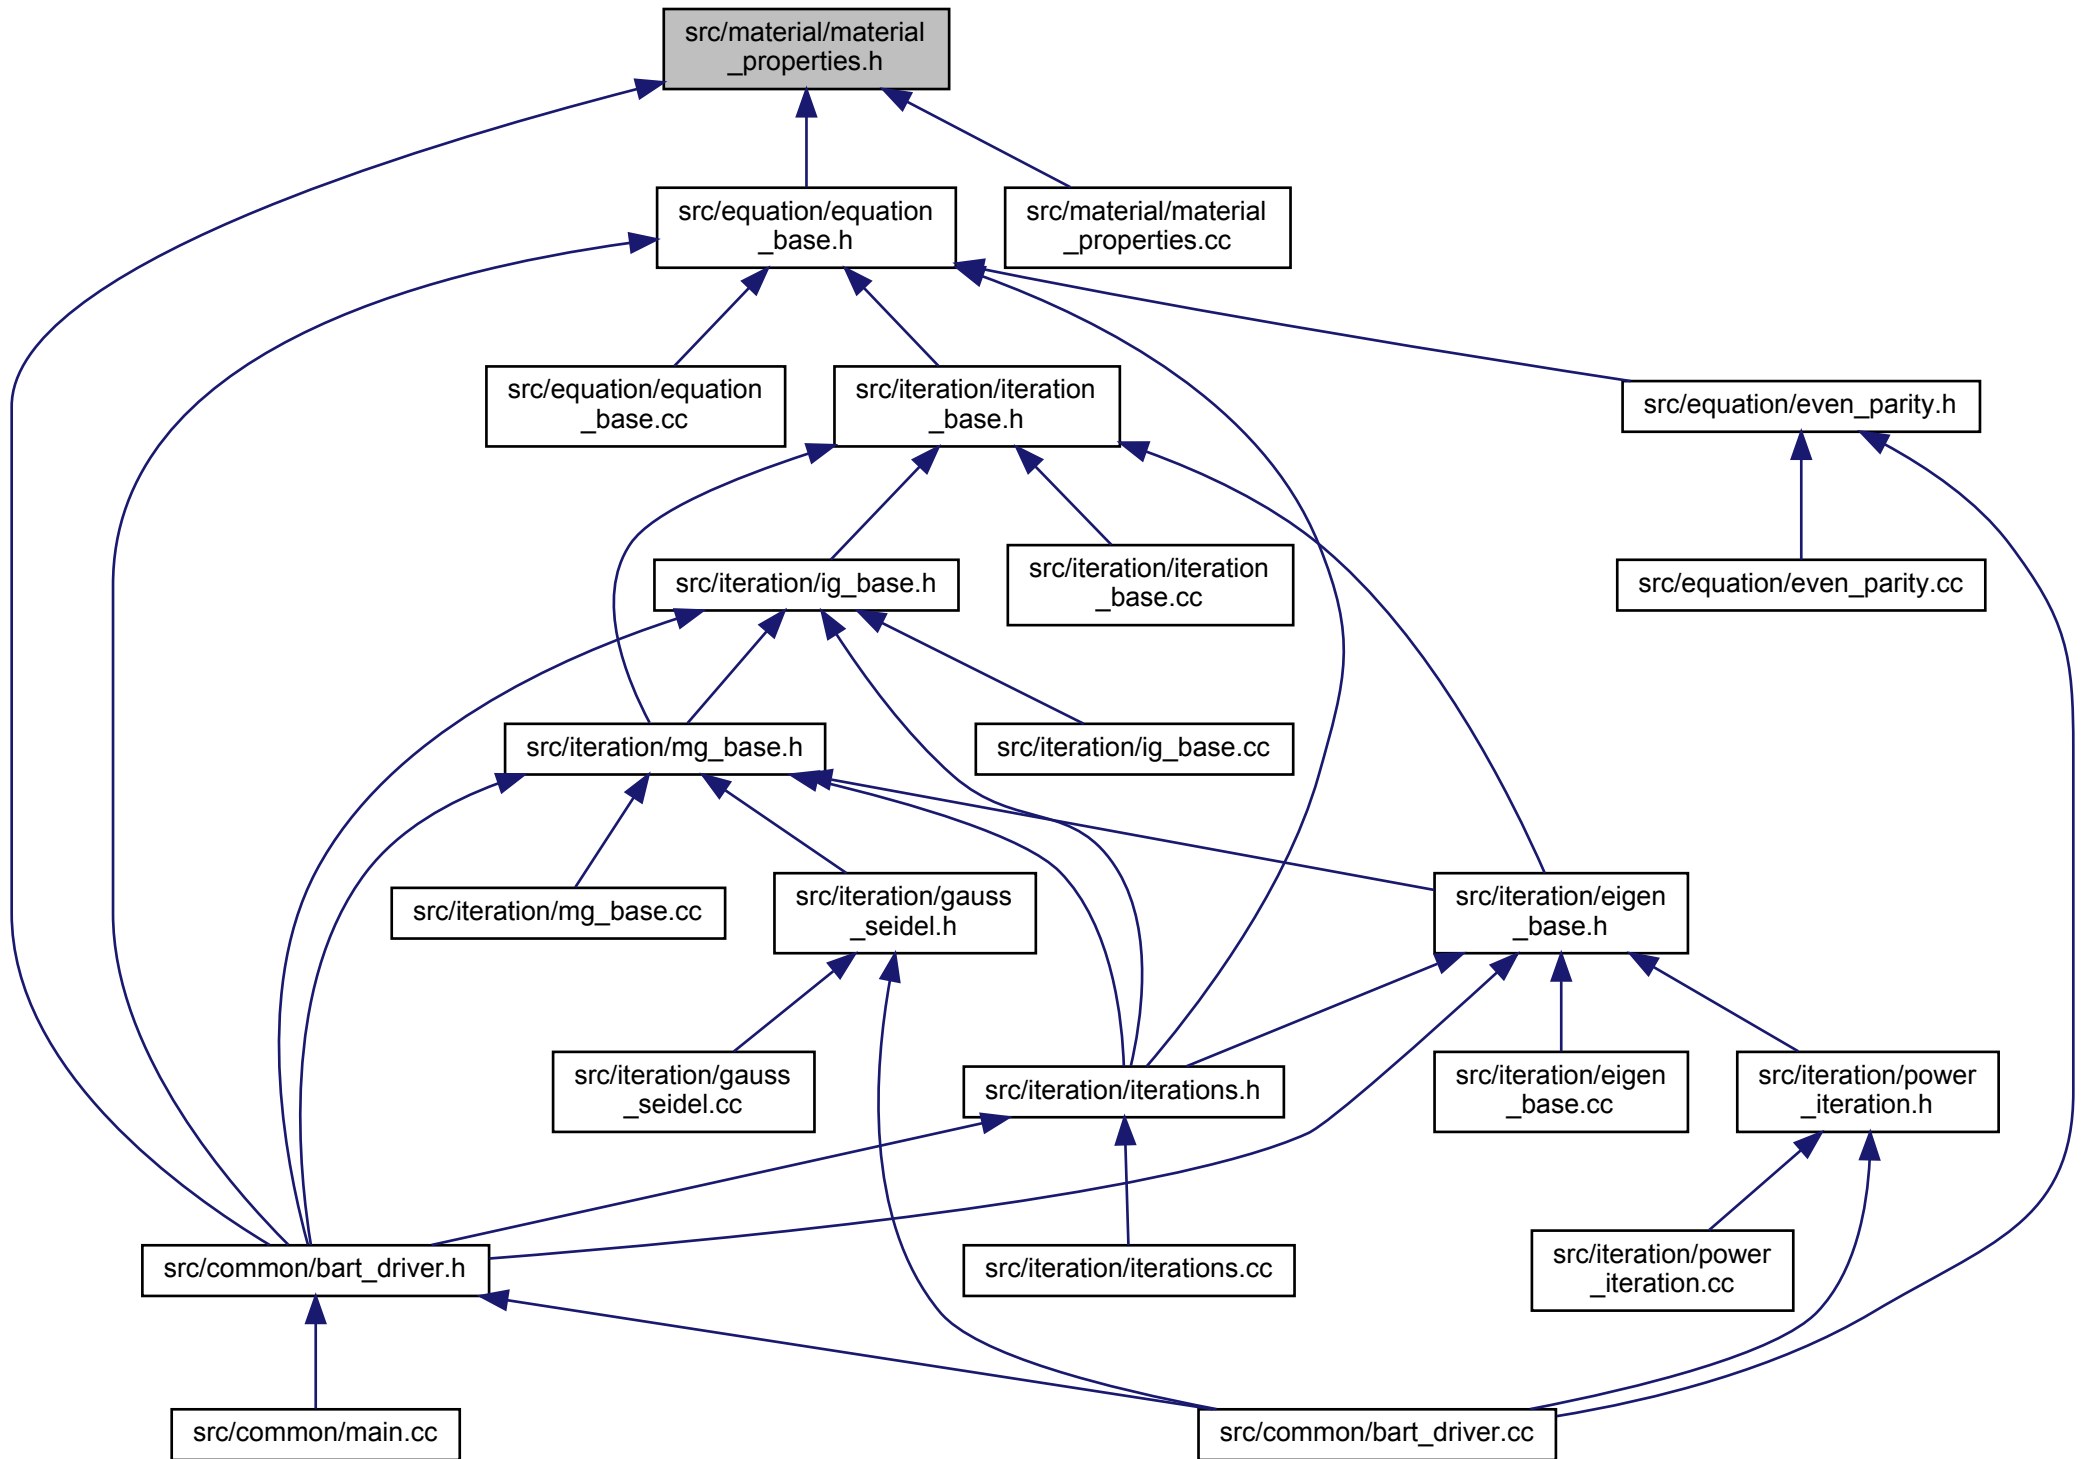 src/material/material
_properties.h
src/equation/equation
_base.h
src/material/material
_properties.cc
src/equation/equation
_base.cc
src/iteration/iteration
_base.h
src/equation/even_parity.h
src/iteration/ig_base.h
src/iteration/iteration
_base.cc
src/equation/even_parity.cc
src/iteration/mg_base.h
src/iteration/ig_base.cc
src/iteration/mg_base.cc
src/iteration/gauss
_seidel.h
src/iteration/eigen
_base.h
src/iteration/gauss
_seidel.cc
src/iteration/iterations.h
src/iteration/eigen
_base.cc
src/iteration/power
_iteration.h
src/common/bart_driver.h
src/iteration/iterations.cc
src/iteration/power
_iteration.cc
src/common/main.cc
src/common/bart_driver.cc